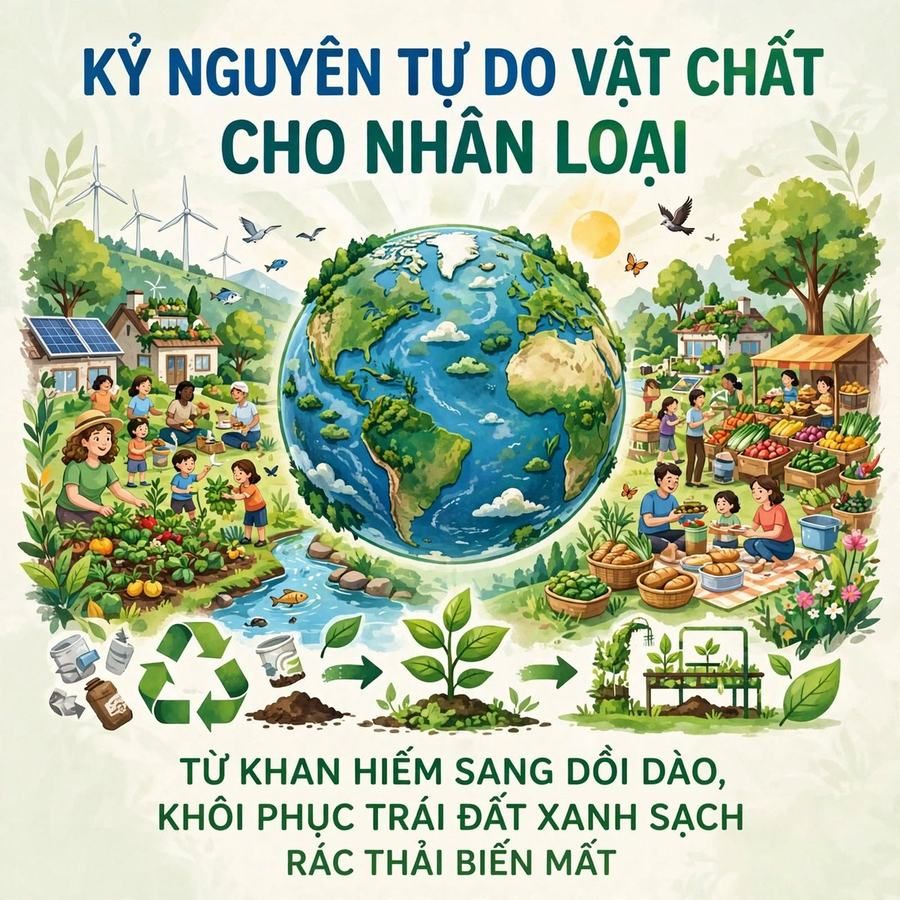 KỶ NGUYÊN TỰ DO VẬT CHẤT
CHO NHÂN LOẠI
TỪ KHAN HIẾM SANG DỒI DÀO,
KHÔI PHỤC TRÁI ĐẤT XANH SẠCH
RÁC THẢI BIẾN MẤT